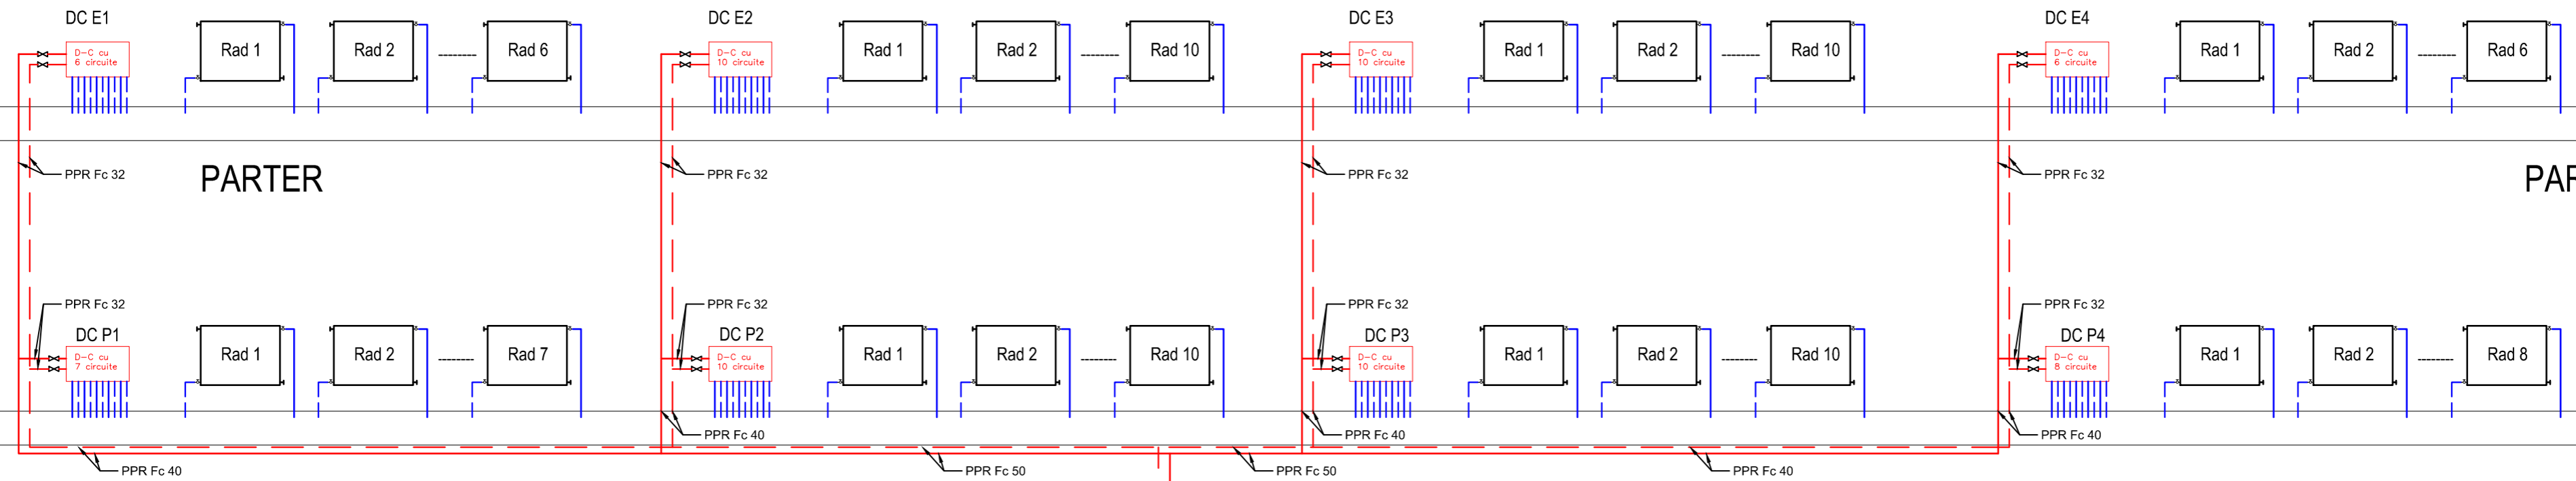 DC E1
D-C cu
6 circuite
Rad 1
Rad 2
Rad 6
DC E2
D-C cu
10 circuite
Rad 1
Rad 2
Rad 10
DC E3
D-C cu
10 circuite
Rad 1
Rad 2
Rad 10
DC E4
D-C cu
6 circuite
Rad 1
Rad 2
Rad 6
PPR Fc 32
PARTER
PPR Fc 32
PPR Fc 32
PPR Fc 32
PAR
PPR Fc 32
DC P1
D-C cu
7 circuite
Rad 1
Rad 2
Rad 7
PPR Fc 32
DC P2
D-C cu
10 circuite
Rad 1
Rad 2
Rad 10
PPR Fc 32
DC P3
D-C cu
10 circuite
Rad 1
Rad 2
Rad 10
PPR Fc 32
DC P4
D-C cu
8 circuite
Rad 1
Rad 2
Rad 8
PPR Fc 40
PPR Fc 40
PPR Fc 40
PPR Fc 40
PPR Fc 50
PPR Fc 50
PPR Fc 40